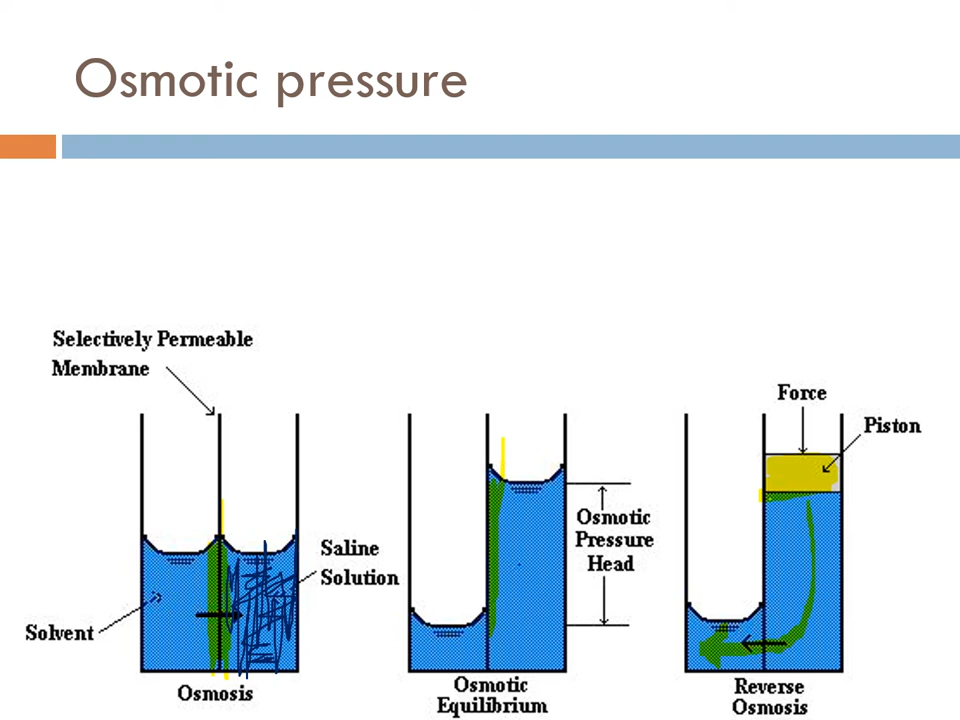 Osmotic pressure
Selectively Permeable
Membrane
Force
Piston
Osmotic
Pressure
Head
Saline
Solution
Solvent
Osmosis
Osmotic
Equilibrium
Reverse
Osmosis